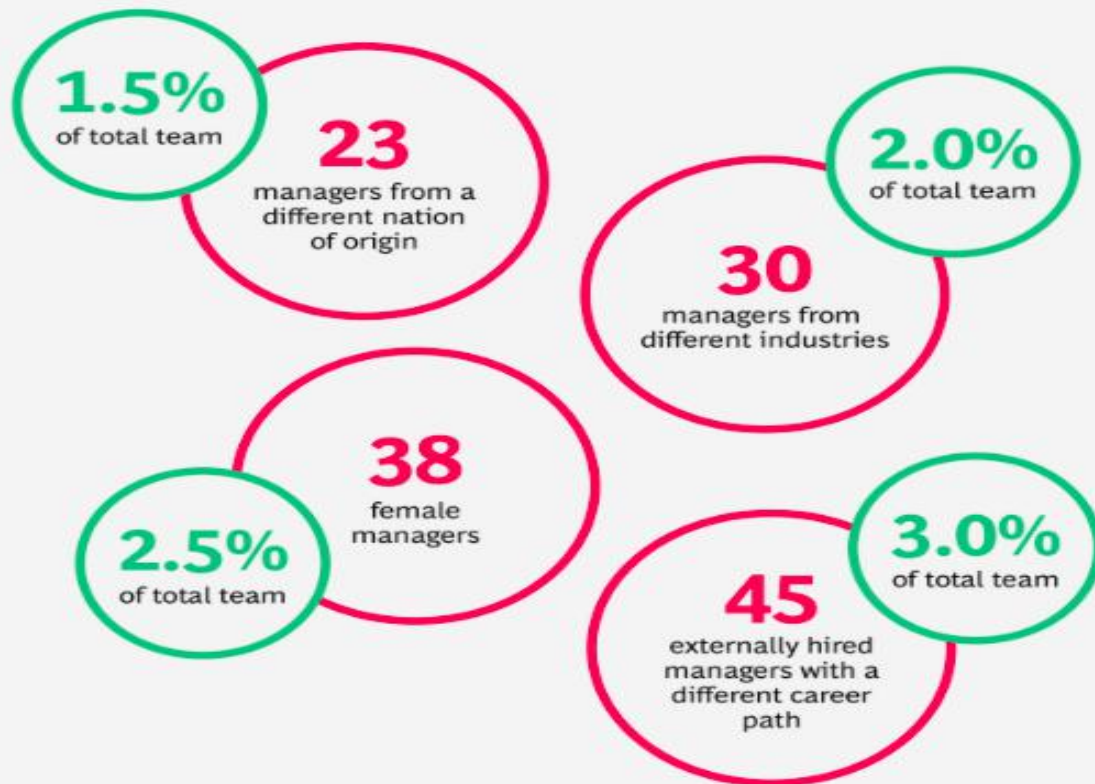 1.5%
of total team
23
managers from a
different nation
of origin
2.0%
of total team
30
managers from
different industries
38
female
managers
2.5%
of total team
3.0%
of total team
45
externally hired
managers with a
different career
path